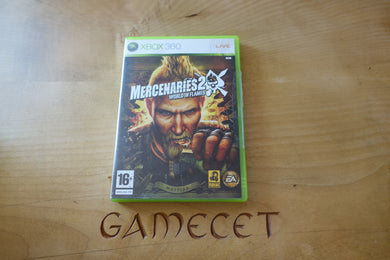 XBOX 360
LIVE
MERCENARIES 2
WORLD IN FLAMES
16+
EA
GAMECET